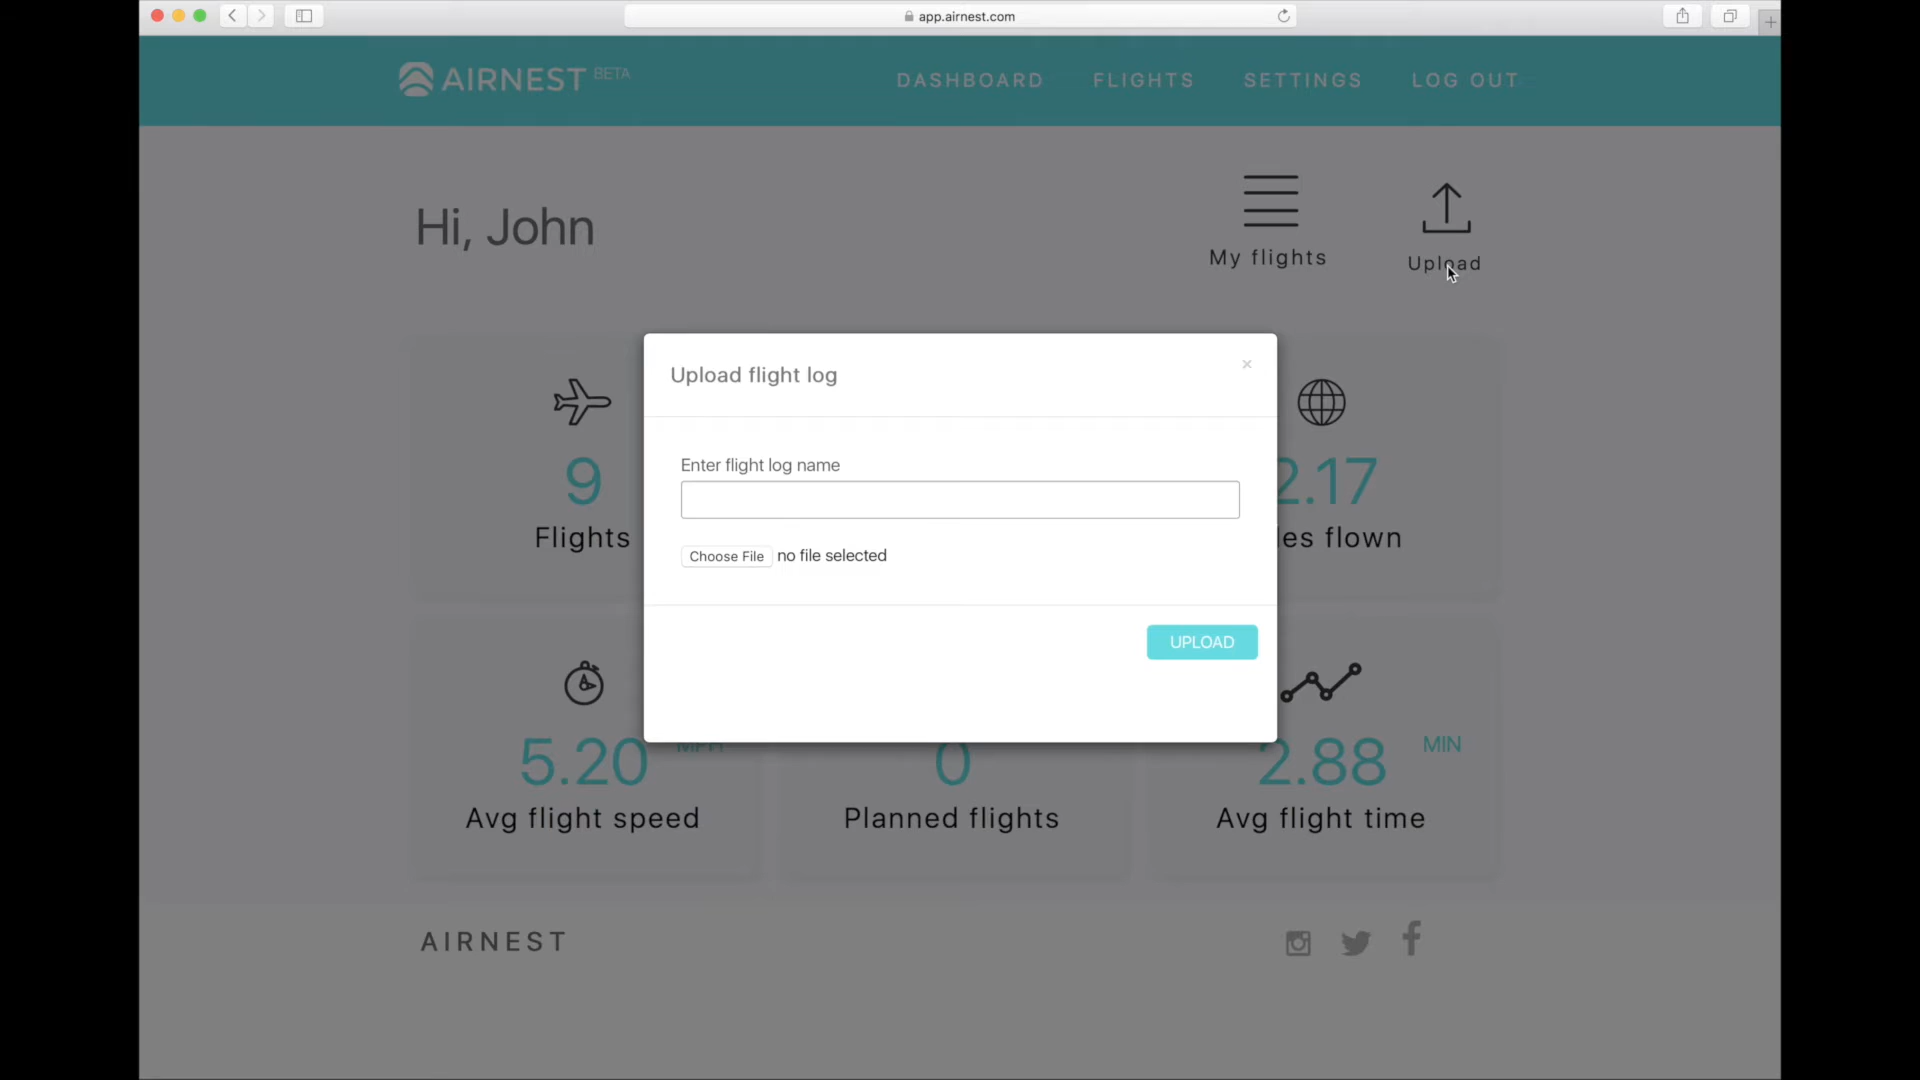 app.airnest.com
AIRNEST BETA
DASHBOARD FLIGHTS SETTINGS LOG OUT
Hi, John
My flights
Upload
Upload flight log
×
Enter flight log name
Choose File no file selected
UPLOAD
9
Flights
2.17
les flown
5.20 MPH
Avg flight speed
0
Planned flights
2.88 MIN
Avg flight time
AIRNEST